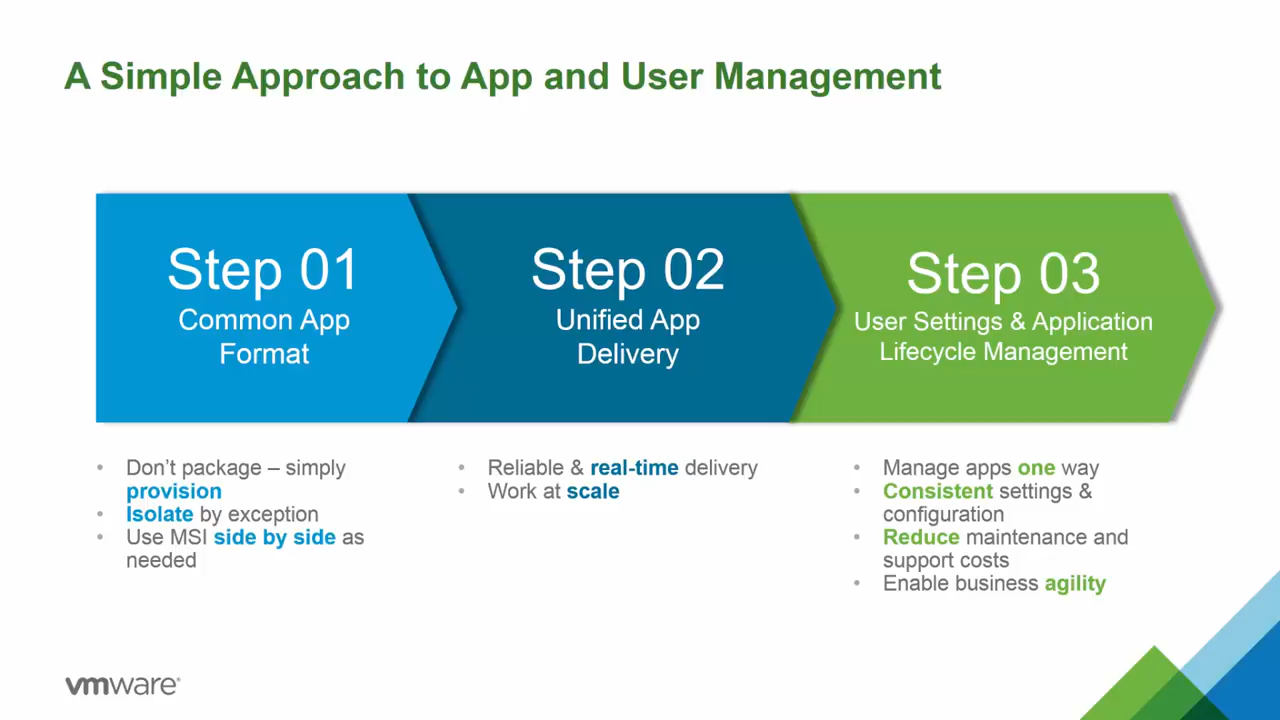 A Simple Approach to App and User Management
Step 01
Common App
Format
Step 02
Unified App
Delivery
Step 03
User Settings & Application
Lifecycle Management
• Don’t package – simply
provision
• Isolate by exception
• Use MSI side by side as
needed
• Reliable & real-time delivery
• Work at scale
• Manage apps one way
• Consistent settings &
configuration
• Reduce maintenance and
support costs
• Enable business agility
vmware®